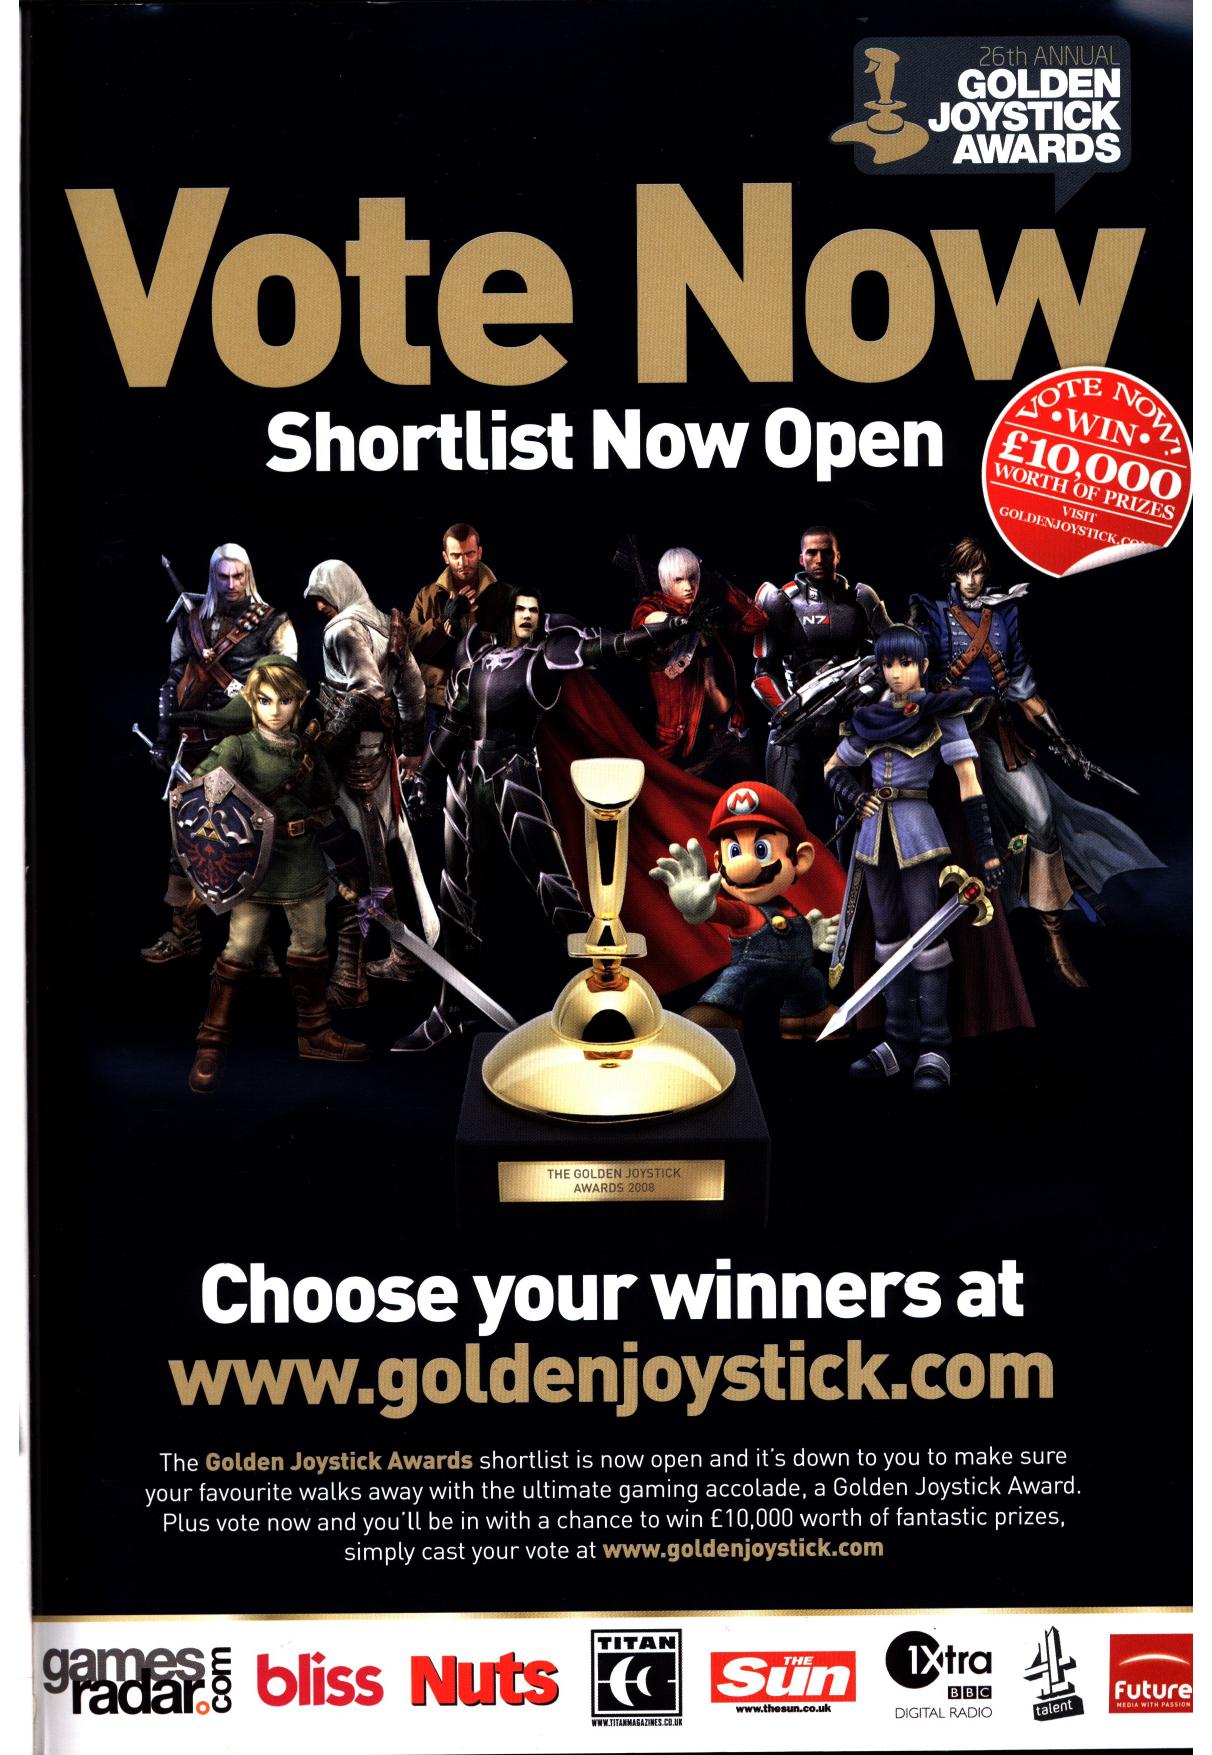 26th ANNUAL
GOLDEN
JOYSTICK
AWARDS
Vote Now
Shortlist Now Open
VOTE NOW!
• WIN •
£10,000
WORTH OF PRIZES
VISIT
GOLDENJOYSTICK.CO
N7
M
THE GOLDEN JOYSTICK
AWARDS 2008
Choose your winners at
www.goldenjoystick.com
The Golden Joystick Awards shortlist is now open and it's down to you to make sure
your favourite walks away with the ultimate gaming accolade, a Golden Joystick Award.
Plus vote now and you'll be in with a chance to win £10,000 worth of fantastic prizes,
simply cast your vote at www.goldenjoystick.com
games
radar.com
bliss
Nuts
TITAN
WWW.TITANMAGAZINES.CO.UK
THE
Sun
www.thesun.co.uk
1Xtra
BBC
DIGITAL RADIO
4
talent
Future
MEDIA WITH PASSION